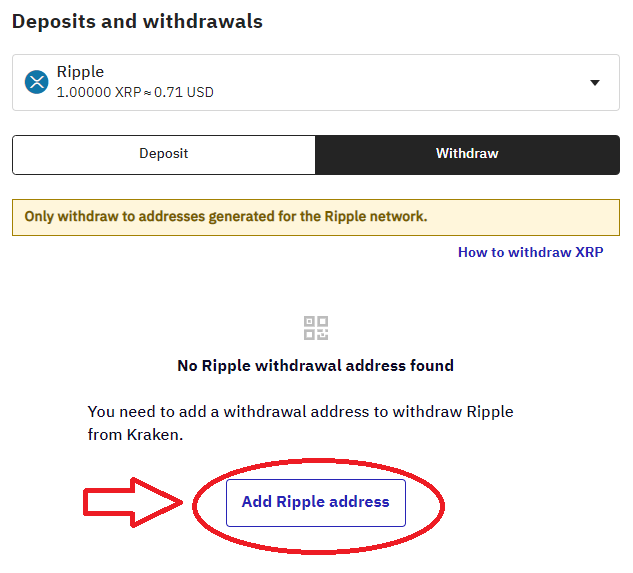 Deposits and withdrawals
Ripple
1.00000 XRP ≈ 0.71 USD
Deposit
Withdraw
Only withdraw to addresses generated for the Ripple network.
How to withdraw XRP
No Ripple withdrawal address found
You need to add a withdrawal address to withdraw Ripple
from Kraken.
Add Ripple address